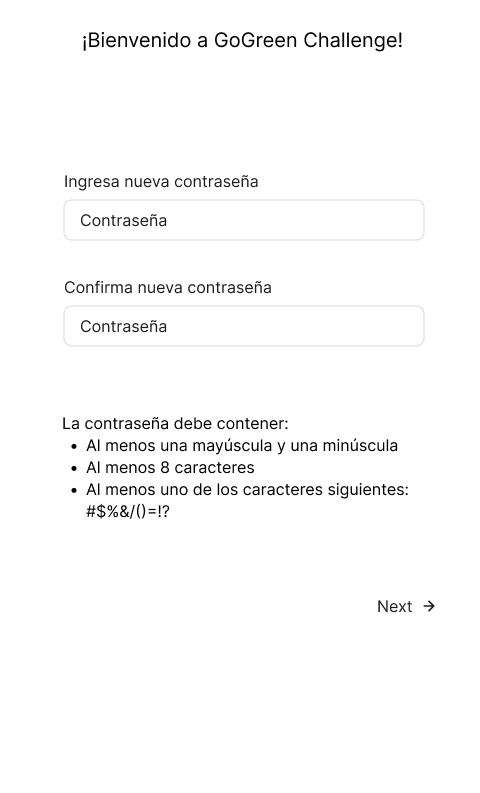 ¡Bienvenido a GoGreen Challenge!
Ingresa nueva contraseña
Contraseña
Confirma nueva contraseña
Contraseña
La contraseña debe contener:
• Al menos una mayúscula y una minúscula
• Al menos 8 caracteres
• Al menos uno de los caracteres siguientes:
#$%&/()=!?
Next →